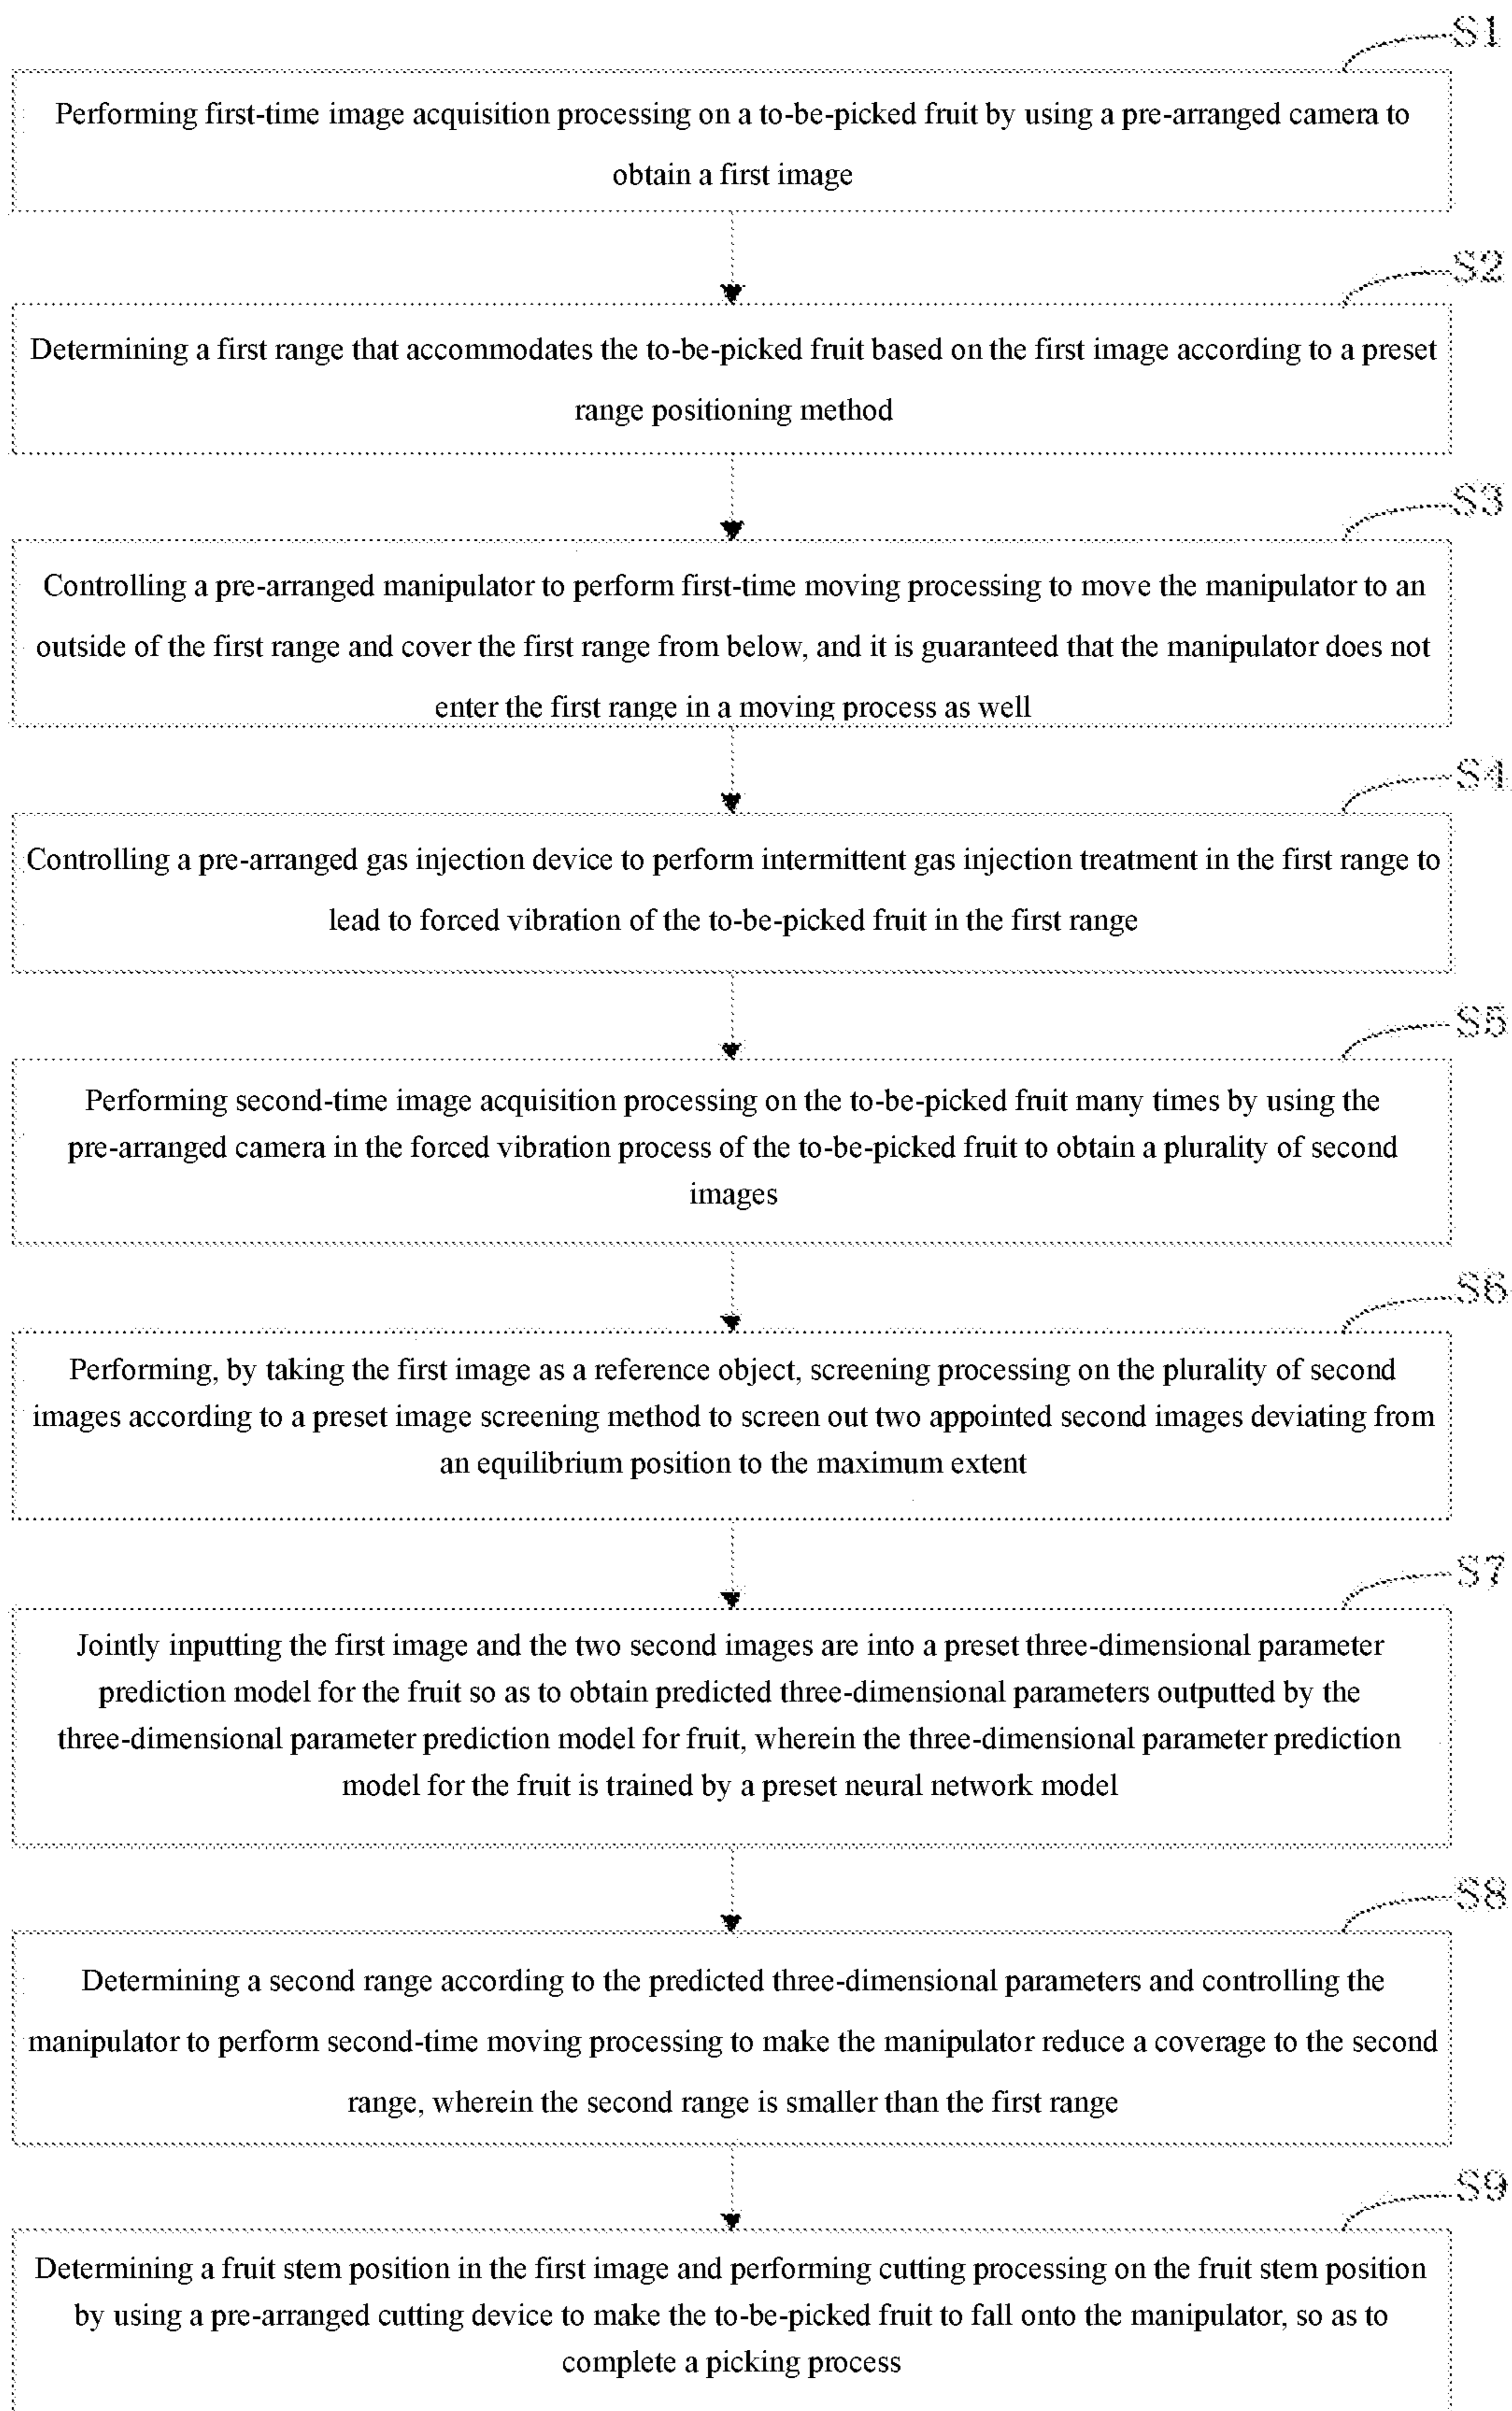 S1
Performing first-time image acquisition processing on a to-be-picked fruit by using a pre-arranged camera to
obtain a first image
S2
Determining a first range that accommodates the to-be-picked fruit based on the first image according to a preset
range positioning method
S3
Controlling a pre-arranged manipulator to perform first-time moving processing to move the manipulator to an
outside of the first range and cover the first range from below, and it is guaranteed that the manipulator does not
enter the first range in a moving process as well
S4
Controlling a pre-arranged gas injection device to perform intermittent gas injection treatment in the first range to
lead to forced vibration of the to-be-picked fruit in the first range
S5
Performing second-time image acquisition processing on the to-be-picked fruit many times by using the
pre-arranged camera in the forced vibration process of the to-be-picked fruit to obtain a plurality of second
images
S6
Performing, by taking the first image as a reference object, screening processing on the plurality of second
images according to a preset image screening method to screen out two appointed second images deviating from
an equilibrium position to the maximum extent
S7
Jointly inputting the first image and the two second images are into a preset three-dimensional parameter
prediction model for the fruit so as to obtain predicted three-dimensional parameters outputted by the
three-dimensional parameter prediction model for fruit, wherein the three-dimensional parameter prediction
model for the fruit is trained by a preset neural network model
S8
Determining a second range according to the predicted three-dimensional parameters and controlling the
manipulator to perform second-time moving processing to make the manipulator reduce a coverage to the second
range, wherein the second range is smaller than the first range
S9
Determining a fruit stem position in the first image and performing cutting processing on the fruit stem position
by using a pre-arranged cutting device to make the to-be-picked fruit to fall onto the manipulator, so as to
complete a picking process